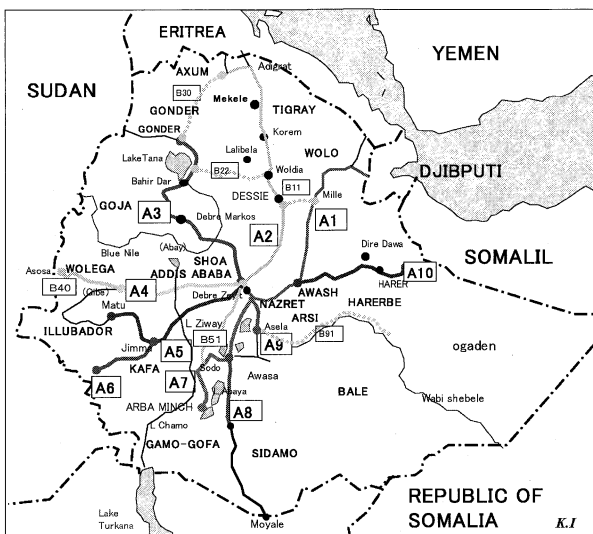 ERITREA
YEMEN
SUDAN
AXUM
Adigrat
B30
GONDER
Mekele
TIGRAY
GONDER
Korem
Lake Tana
Lalibela
WOLO
B22
Woldia
DJIBPUTI
Bahir Dar
DESSIE
B11
Mille
GOJA
A3
Debre Markos
A2
A1
Blue Nile
(Abay)
SHOA
Dire Dawa
SOMALIL
Asosa
WOLEGA
ADDIS ABABA
A10
B40
(Gibe)
A4
Debre Zeit
AWASH
HARER
Matu
NAZRET
HARERBE
ILLUBADOR
L Ziway
ARSI
Jimma
A5
B51
Asela
A9
B91
ogaden
KAFA
Sodo
A6
A7
Awasa
BALE
Wabi shebele
ARBA MINCH
L Abaya
A8
L Chamo
GAMO-GOFA
SIDAMO
REPUBLIC OF
SOMALIA
Lake
Turkana
Moyale
K.I